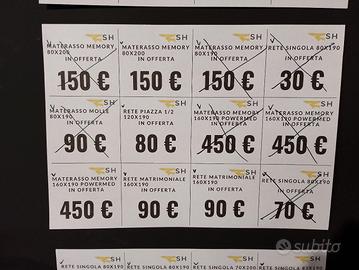 SH
SH
SH
SH
MATERASSO MEMORY
80X200
IN OFFERTA
150 €
MATERASSO MEMORY
80X200
IN OFFERTA
150 €
MATERASSO MEMORY
80X190
IN OFFERTA
150 €
RETE SINGOLA 80X190
IN OFFERTA
30 €
SH
SH
SH
SH
MATERASSO MOLLE
80X190
IN OFFERTA
90 €
RETE PIAZZA 1/2
120X190
IN OFFERTA
80 €
MATERASSO MEMORY
160X190 POWERMED
IN OFFERTA
450 €
MATERASSO MEMORY
160X190 POWERMED
IN OFFERTA
450 €
SH
SH
SH
SH
MATERASSO MEMORY
160X190 POWERMED
IN OFFERTA
450 €
RETE MATRIMONIALE
160X190
IN OFFERTA
90 €
RETE MATRIMONIALE
160X190
IN OFFERTA
90 €
RETE SINGOLA 80X190
IN OFFERTA
70 €
SH
SH
SH
SH
RETE SINGOLA 80X190
RETE SINGOLA 80X190
RETE SINGOLA 70X200
subito